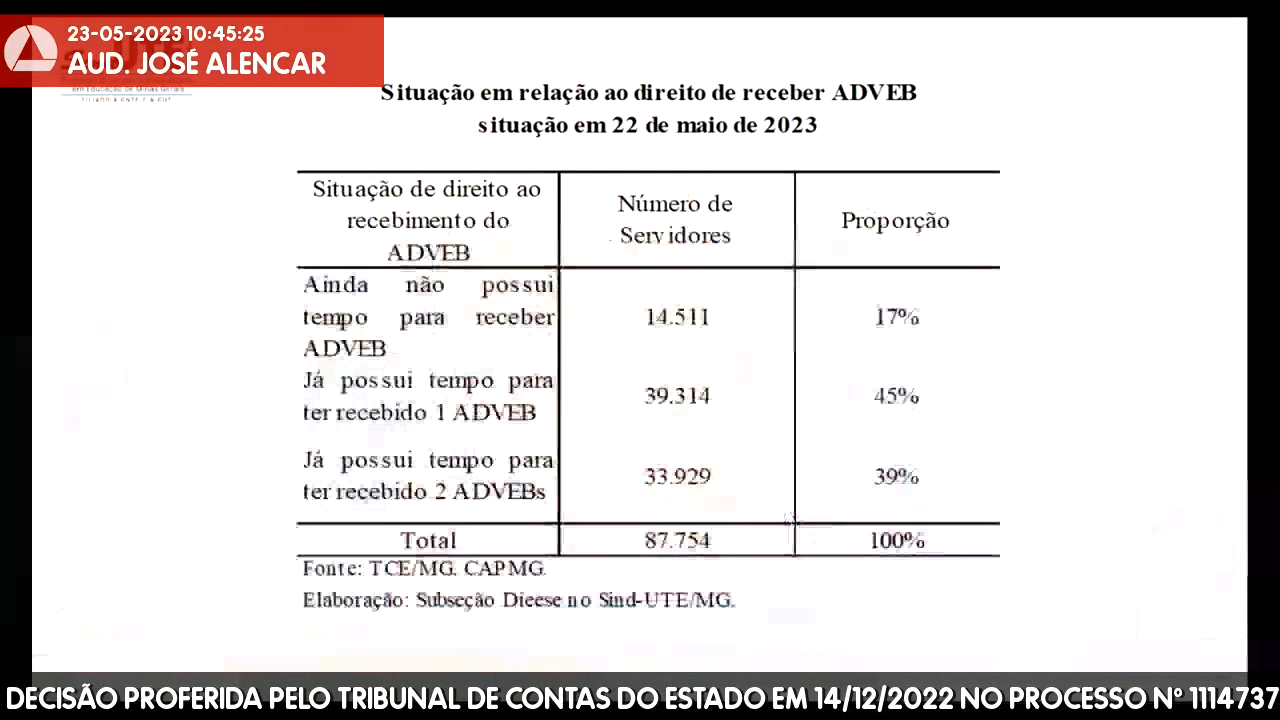 23-05-2023 10:45:25
AUD. JOSÉ ALENCAR
em Educação de Minas Gerais
Situação em relação ao direito de receber ADVEB
situação em 22 de maio de 2023
Situação de direito ao
recebimento do
ADVEB
Número de
Servidores
Proporção
Ainda não possui
tempo para receber
ADVEB
14.511
17%
Já possui tempo para
ter recebido 1 ADVEB
39.314
45%
Já possui tempo para
ter recebido 2 ADVEBs
33.929
39%
Total
87.754
100%
Fonte: TCE/MG. CAPMG.
Elaboração: Subseção Dieese no Sind-UTE/MG.
DECISÃO PROFERIDA PELO TRIBUNAL DE CONTAS DO ESTADO EM 14/12/2022 NO PROCESSO Nº 1114737